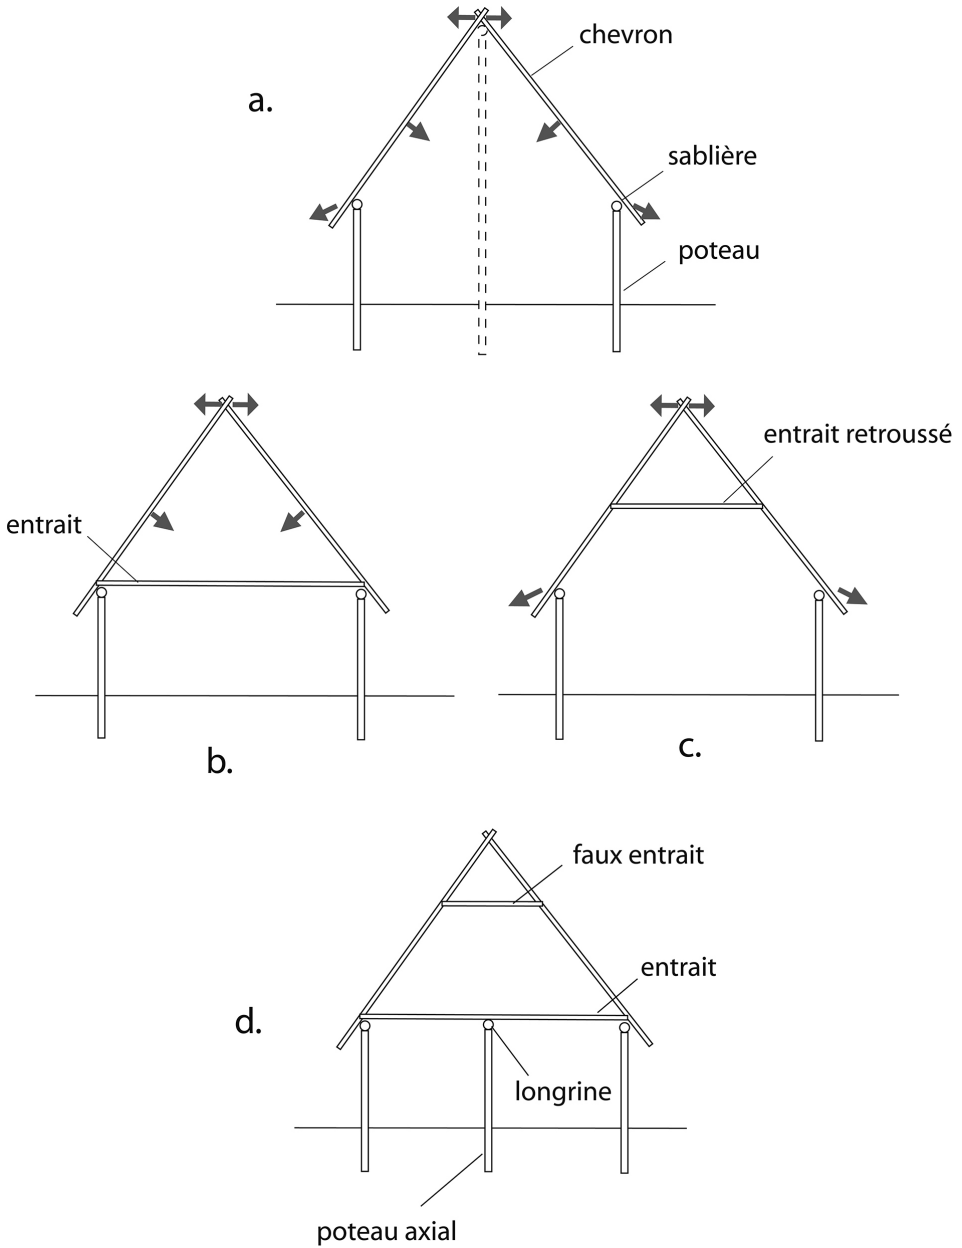 chevron
a.
sablière
poteau
entrait retroussé
entrait
b.
c.
faux entrait
entrait
d.
longrine
poteau axial